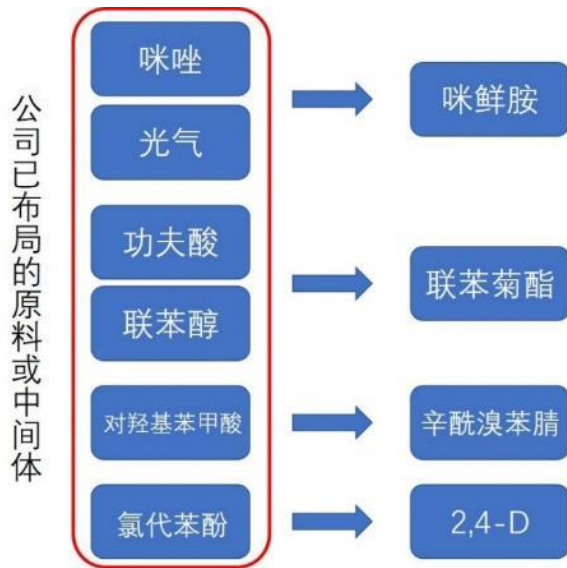 公司已布局的原料或中间体
咪唑
光气
咪鲜胺
功夫酸
联苯醇
联苯菊酯
对羟基苯甲酸
辛酰溴苯腈
氯代苯酚
2,4-D